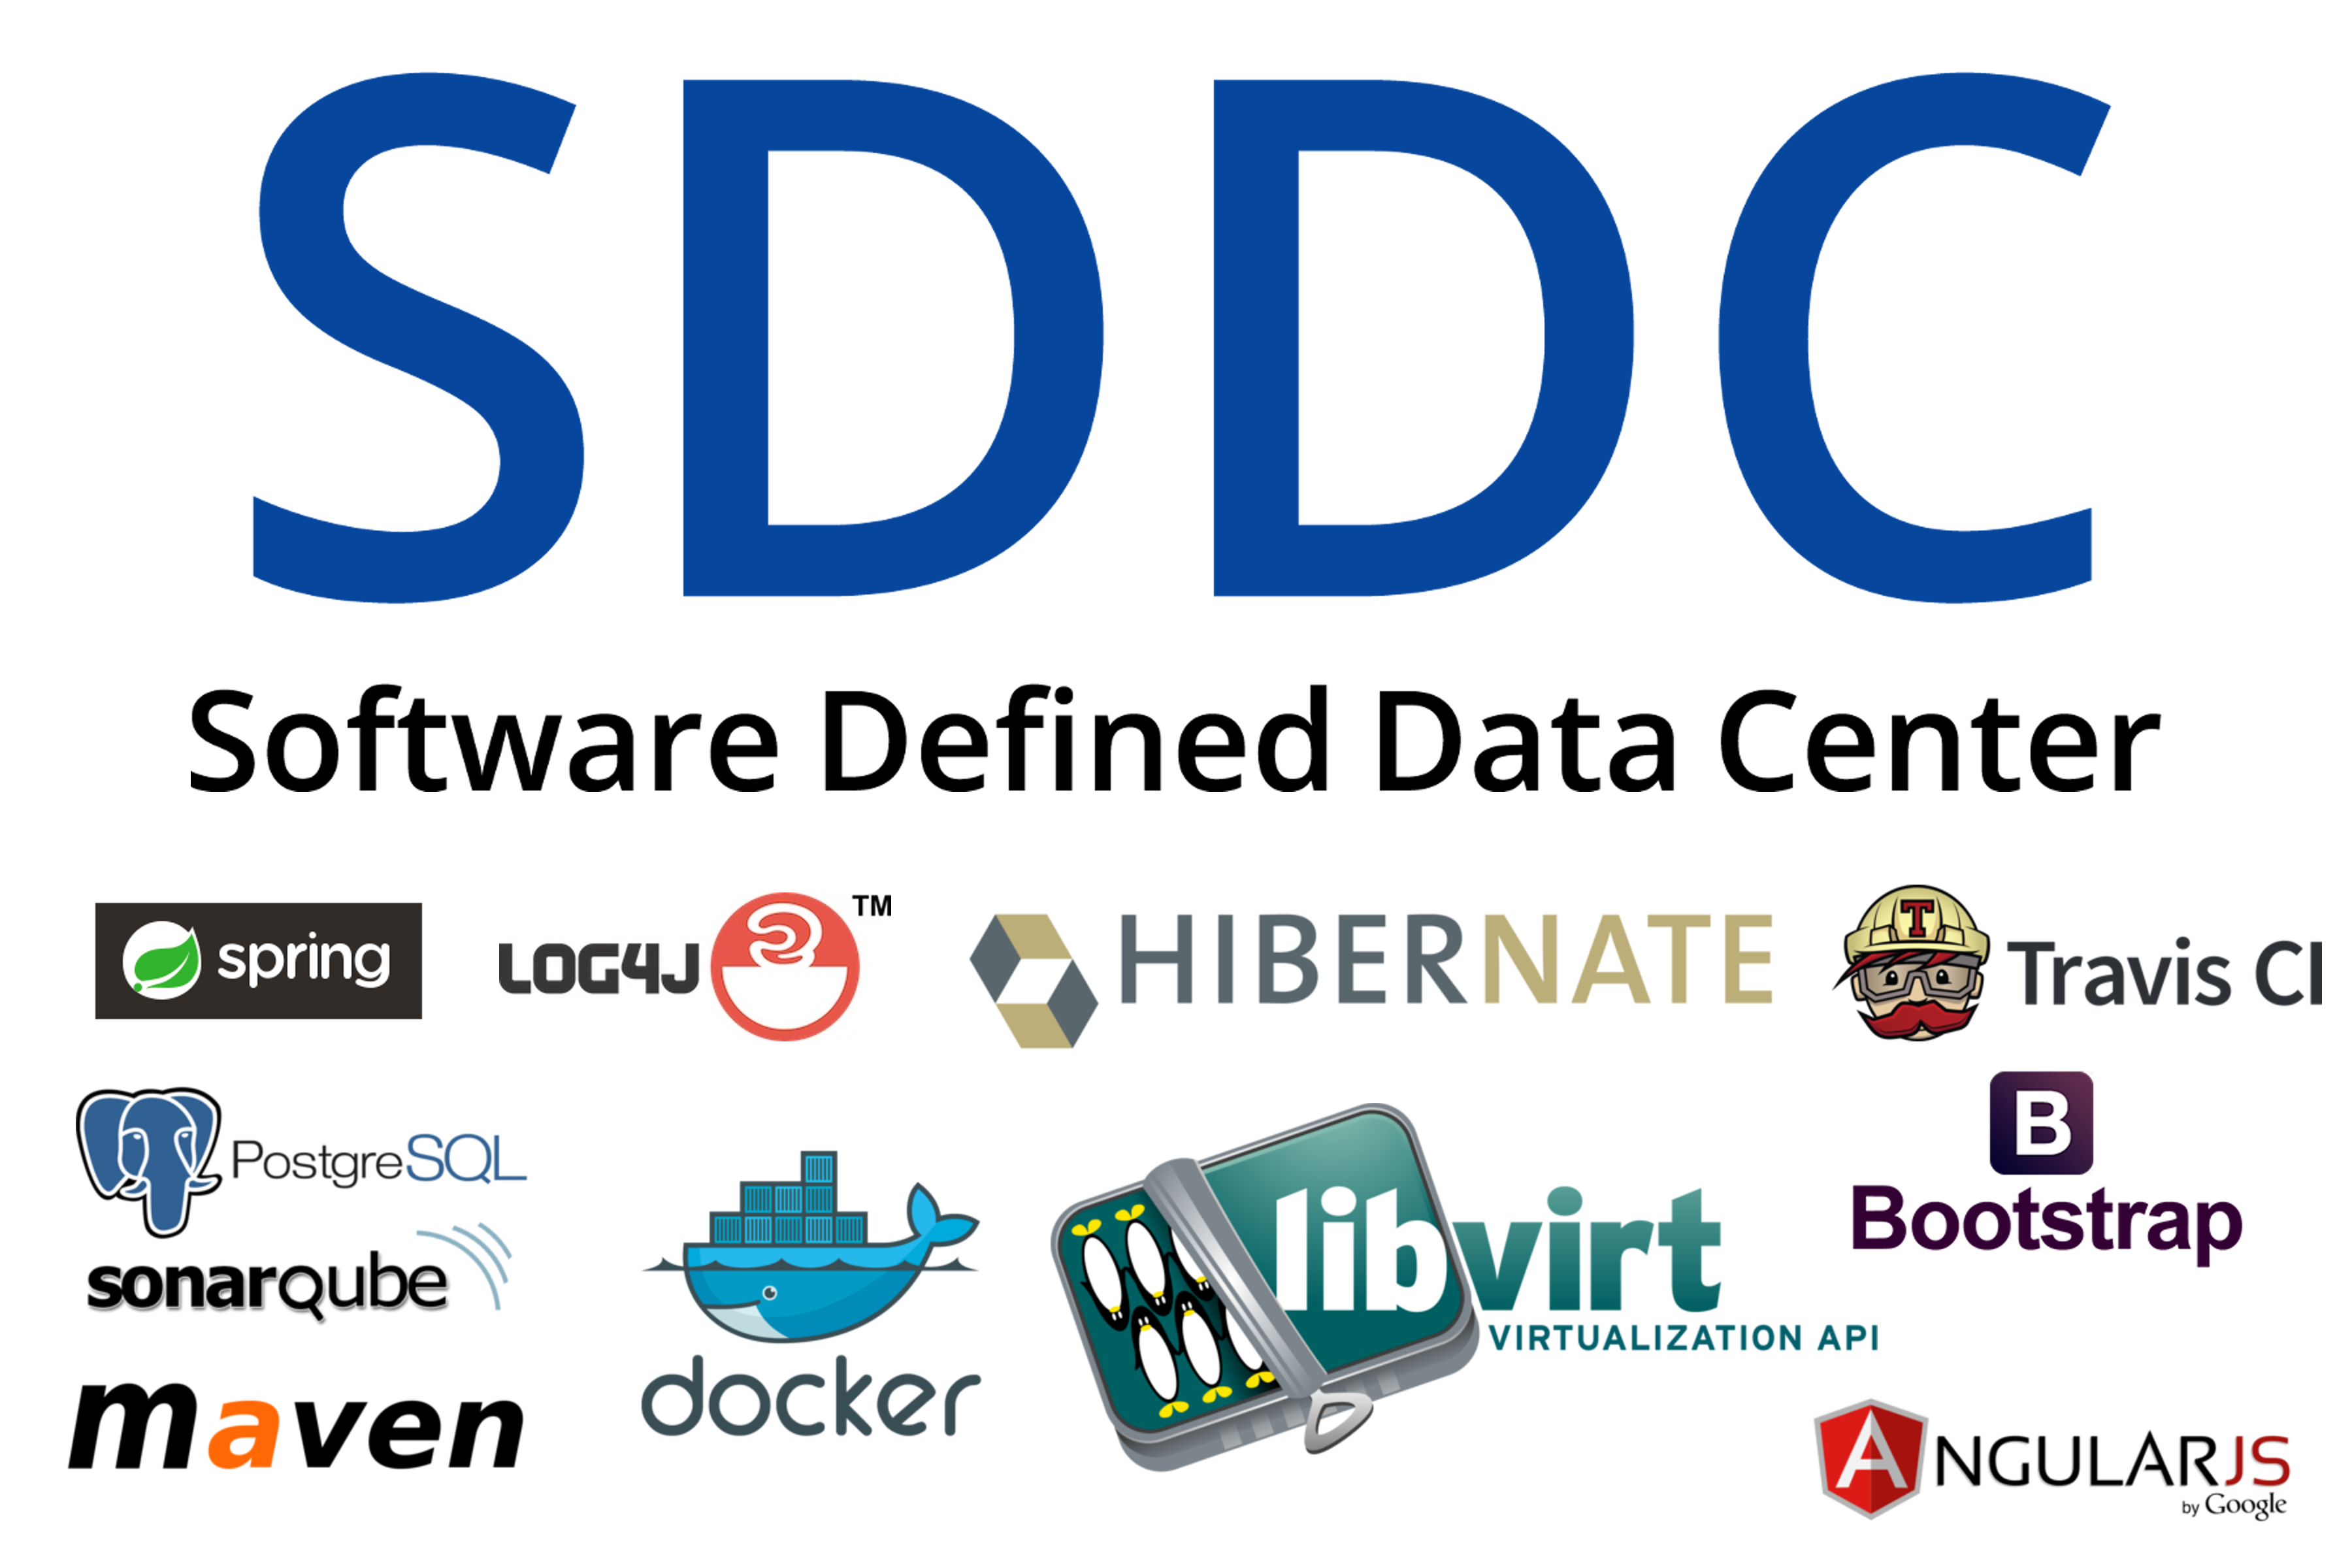 SDDC
Software Defined Data Center
spring
LOG4J
TM
HIBERNATE
T
Travis CI
PostgreSQL
sonarqube
maven
docker
libvirt
VIRTUALIZATION API
B
Bootstrap
ANGULARJS
by Google